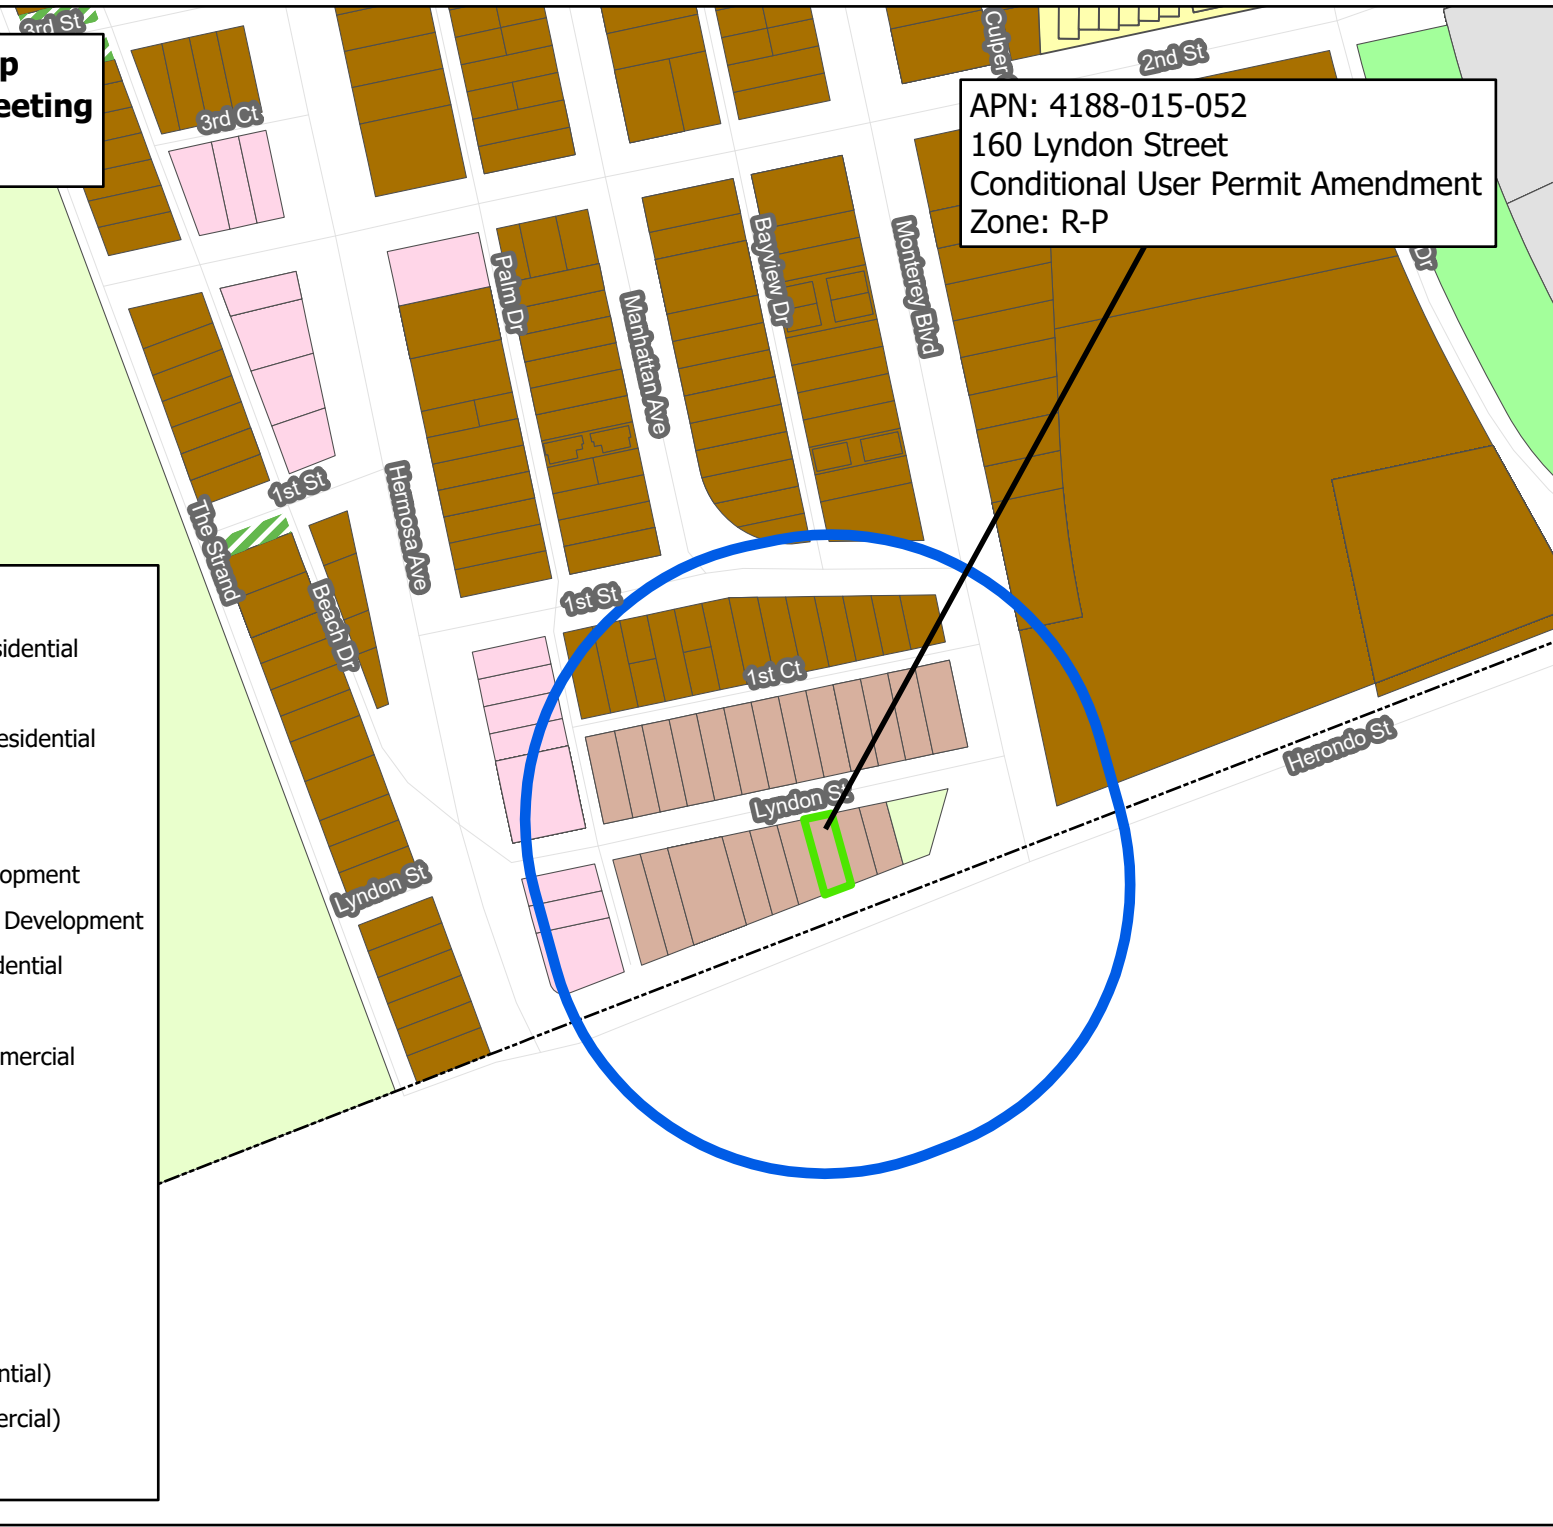 3rd St
eeting
3rd Ct
Culper
2nd St
APN: 4188-015-052
160 Lyndon Street
Conditional User Permit Amendment
Zone: R-P
Dr
Palm Dr
Manhattan Ave
Bayview Dr
Monterey Blvd
1st St
The Strand
Hermosa Ave
Beach Dr
1st St
1st Ct
Lyndon St
Herondo St
Lyndon St
sidential
esidential
opment
Development
dential
mercial
ntial)
ercial)